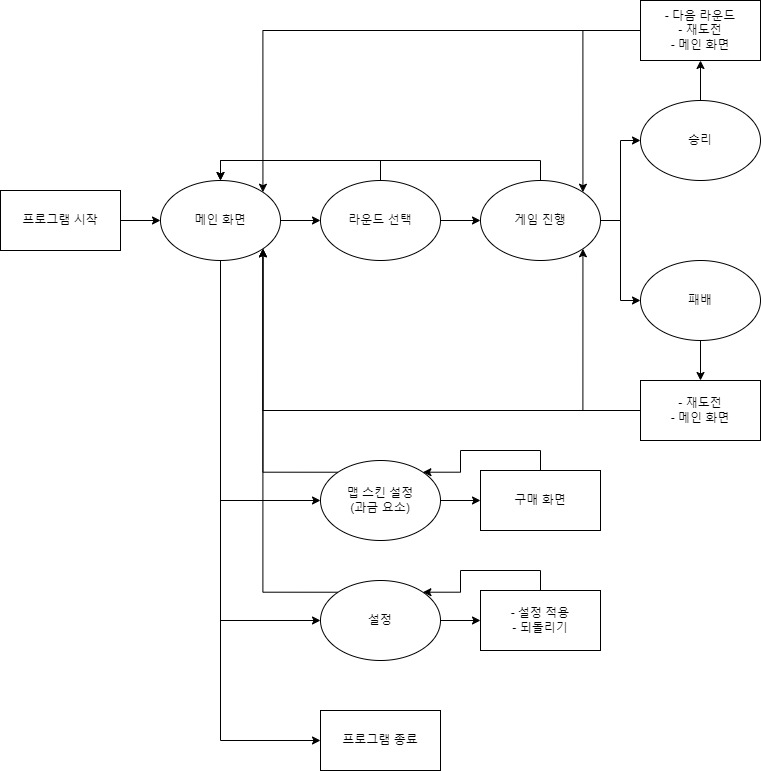 - 다음 라운드
- 재도전
- 메인 화면
승리
프로그램 시작
메인 화면
라운드 선택
게임 진행
패배
- 재도전
- 메인 화면
맵 스킨 설정
(과금 요소)
구매 화면
설정
- 설정 적용
- 되돌리기
프로그램 종료